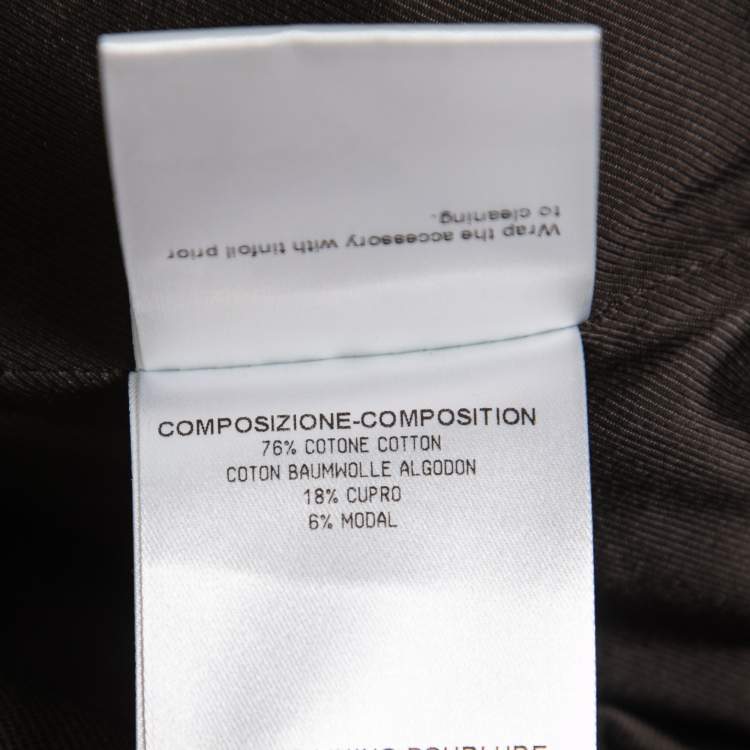 Wrap the accessory with tinfoil prior
to cleaning.
COMPOSIZIONE-COMPOSITION
76% COTONE COTTON
COTON BAUMWOLLE ALGODON
18% CUPRO
6% MODAL